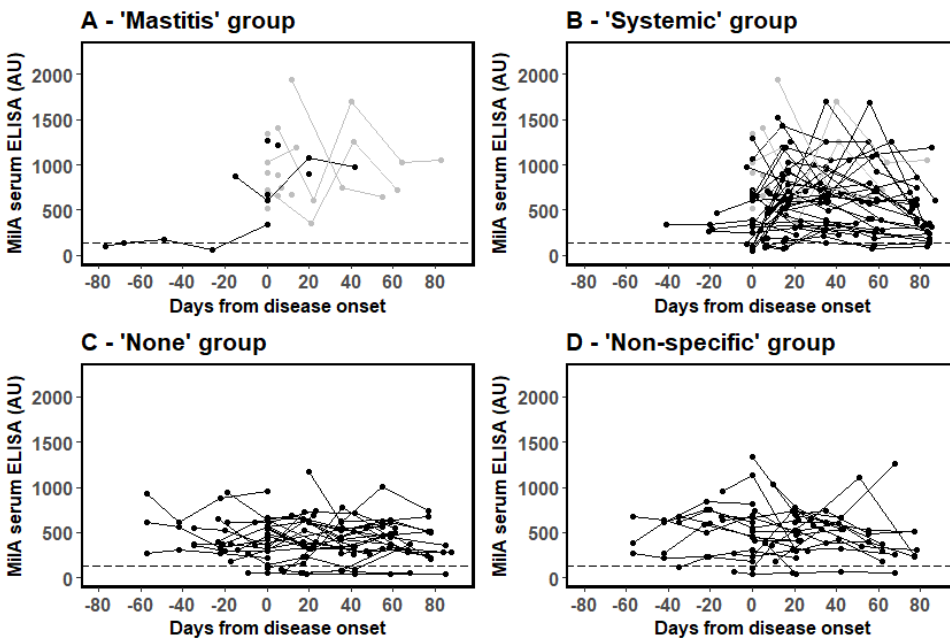 A - 'Mastitis' group
B - 'Systemic' group
MilA serum ELISA (AU)
2000
1500
1000
500
0
-80 -60 -40 -20 0 20 40 60 80
Days from disease onset
MilA serum ELISA (AU)
2000
1500
1000
500
0
-80 -60 -40 -20 0 20 40 60 80
Days from disease onset
C - 'None' group
D - 'Non-specific' group
MilA serum ELISA (AU)
2000
1500
1000
500
0
-80 -60 -40 -20 0 20 40 60 80
Days from disease onset
MilA serum ELISA (AU)
2000
1500
1000
500
0
-80 -60 -40 -20 0 20 40 60 80
Days from disease onset